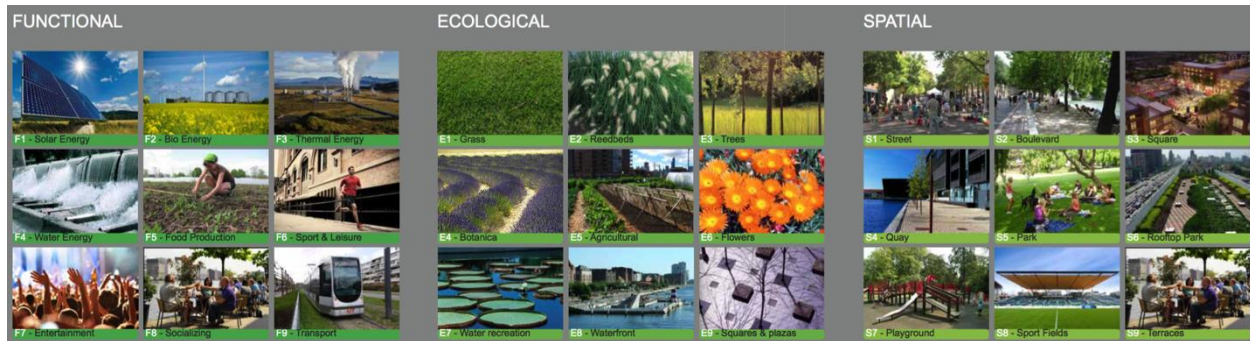 FUNCTIONAL
F1 - Solar Energy
F2 - Bio Energy
F3 - Thermal Energy
F4 - Water Energy
F5 - Food Production
F6 - Sport & Leisure
F7 - Entertainment
F8 - Socializing
F9 - Transport
ECOLOGICAL
E1 - Grass
E2 - Reedbeds
E3 - Trees
E4 - Botanica
E5 - Agricultural
E6 - Flowers
E7 - Water recreation
E8 - Waterfront
E9 - Squares & plazas
SPATIAL
S1 - Street
S2 - Boulevard
S3 - Square
S4 - Quay
S5 - Park
S6 - Rooftop Park
S7 - Playground
S8 - Sport Fields
S9 - Terraces